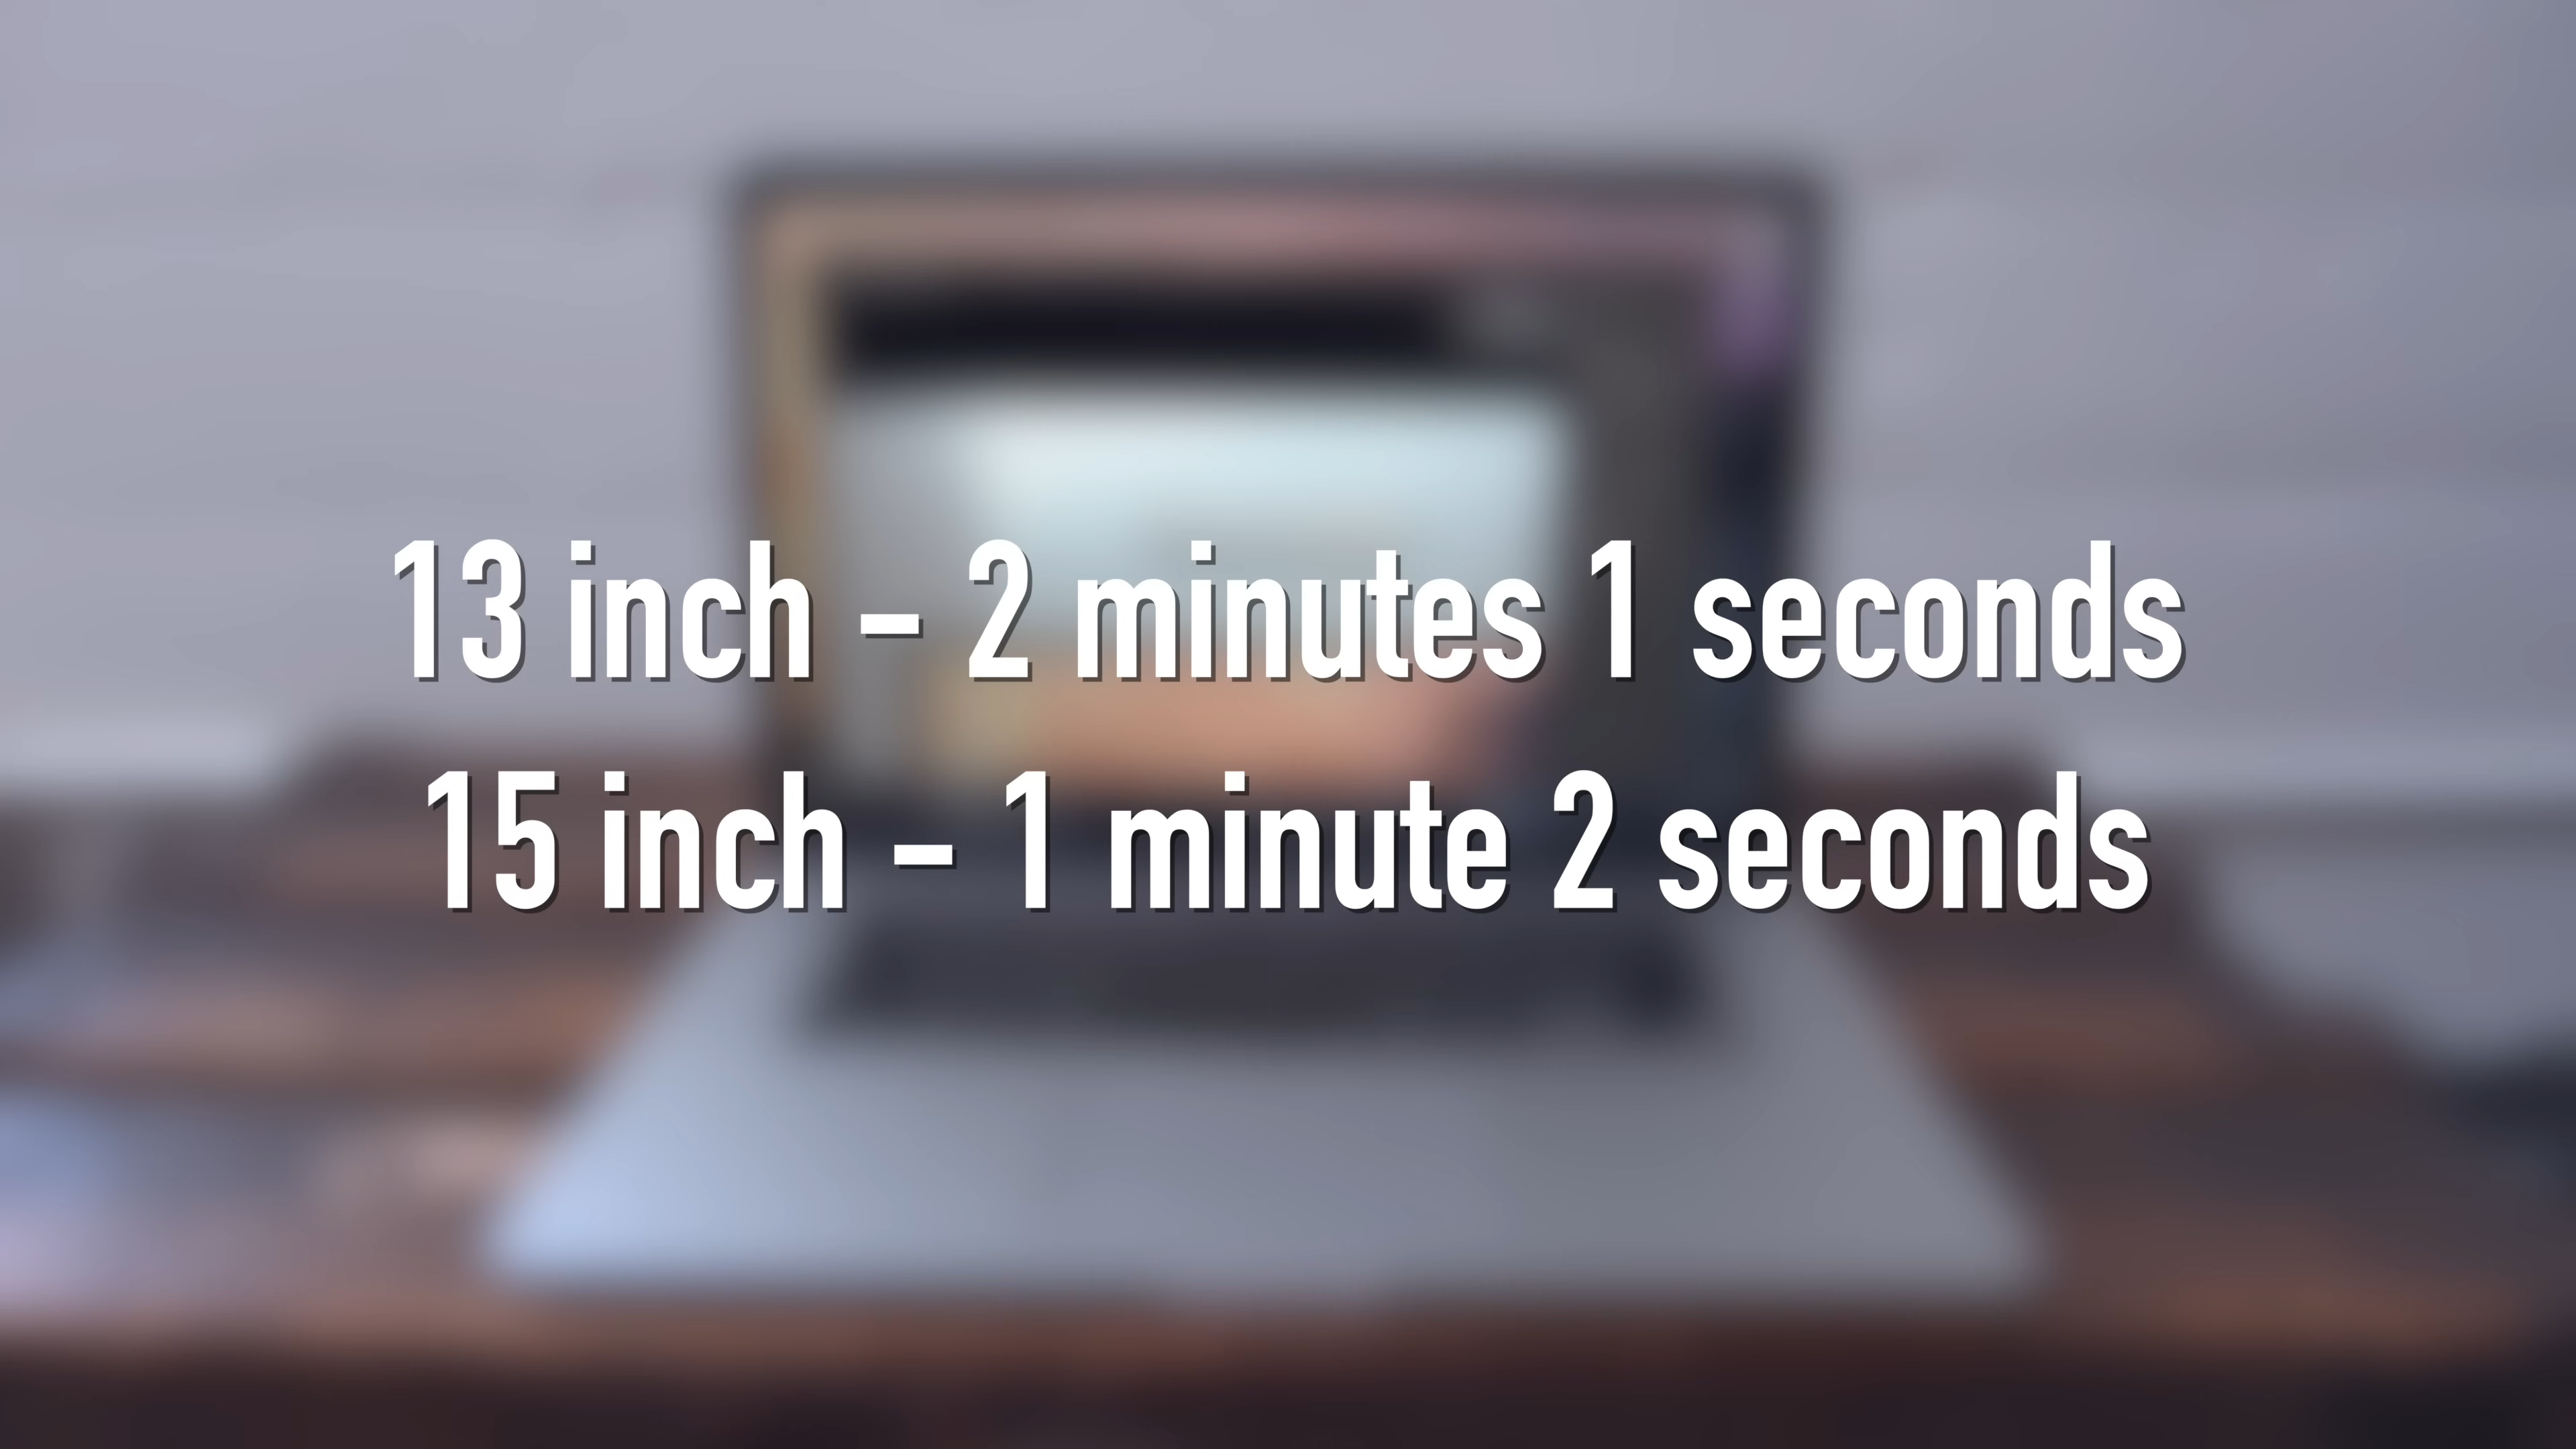 13 inch - 2 minutes 1 seconds
15 inch - 1 minute 2 seconds